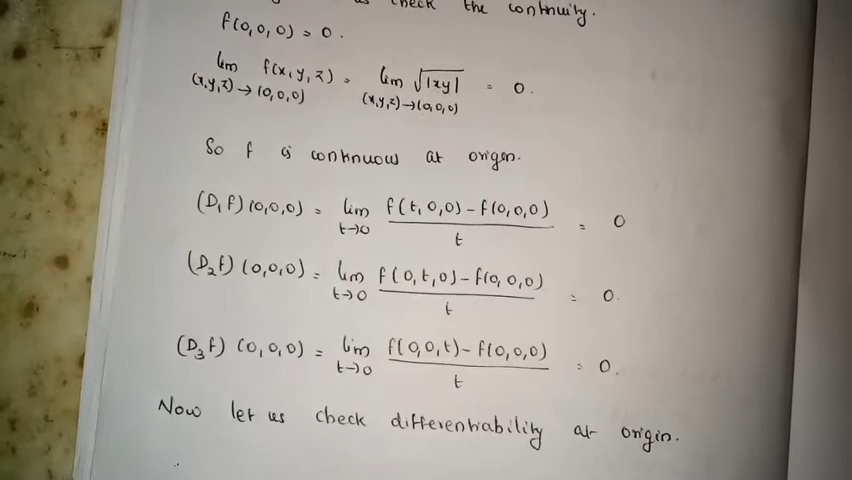 us check the continuity.
f(0,0,0) = 0.
lim (x,y,z)→(0,0,0) f(x,y,z) = lim (x,y,z)→(0,0,0) √|xy| = 0.
So f is continuous at origen.
(D₁f)(0,0,0) = lim t→0 f(t,0,0)-f(0,0,0) / t = 0
(D₂f)(0,0,0) = lim t→0 f(0,t,0)-f(0,0,0) / t = 0.
(D₃f)(0,0,0) = lim t→0 f(0,0,t)-f(0,0,0) / t = 0.
Now let us check differentiability at origin.